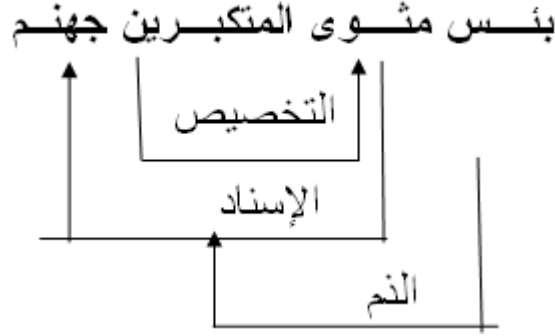 بئس مثوى المتكبرين جهنم
التخصيص
الإسناد
الذم